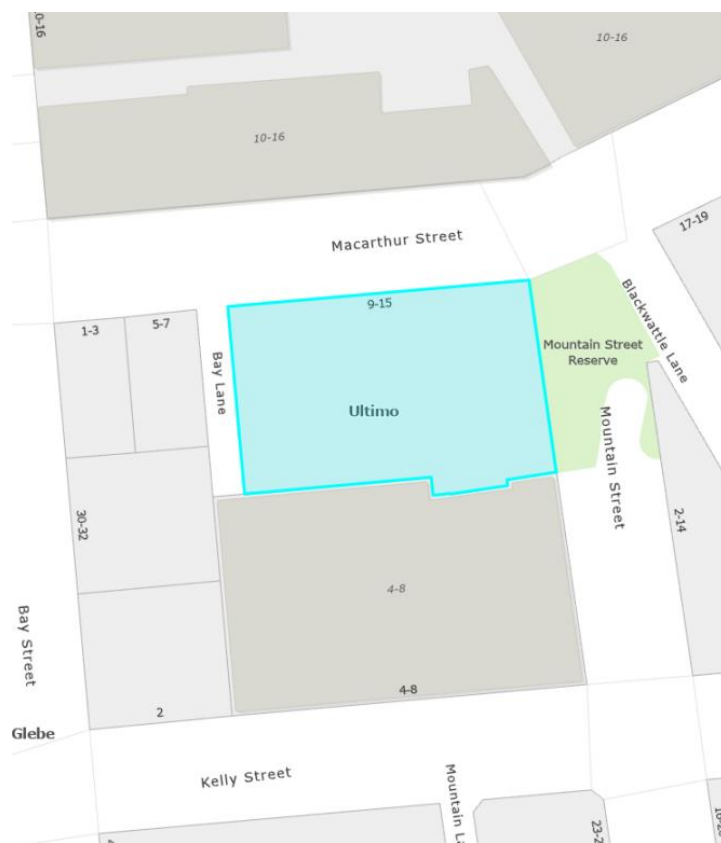 10-16
10-16
10-16
Macarthur Street
17-19
Blackwattle Lane
9-15
1-3
5-7
Bay Lane
Mountain Street
Reserve
Ultimo
Mountain Street
30-32
2-14
4-8
Bay Street
4-8
2
Glebe
Kelly Street